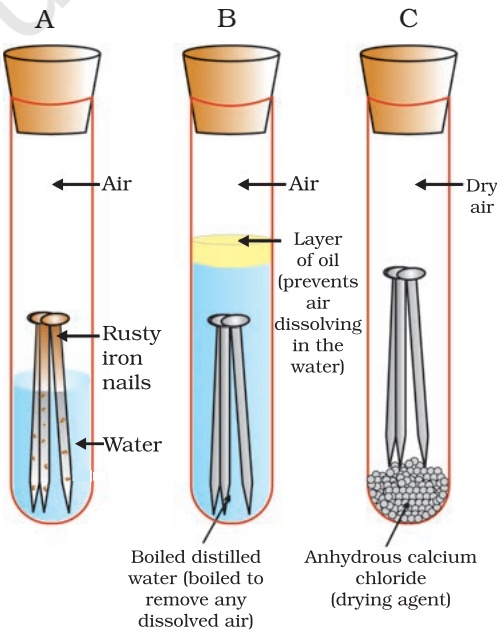 A
B
C
Air
Rusty
iron
nails
Water
Air
Layer
of oil
(prevents
air
dissolving
in the
water)
Dry
air
Boiled distilled
water (boiled to
remove any
dissolved air)
Anhydrous calcium
chloride
(drying agent)